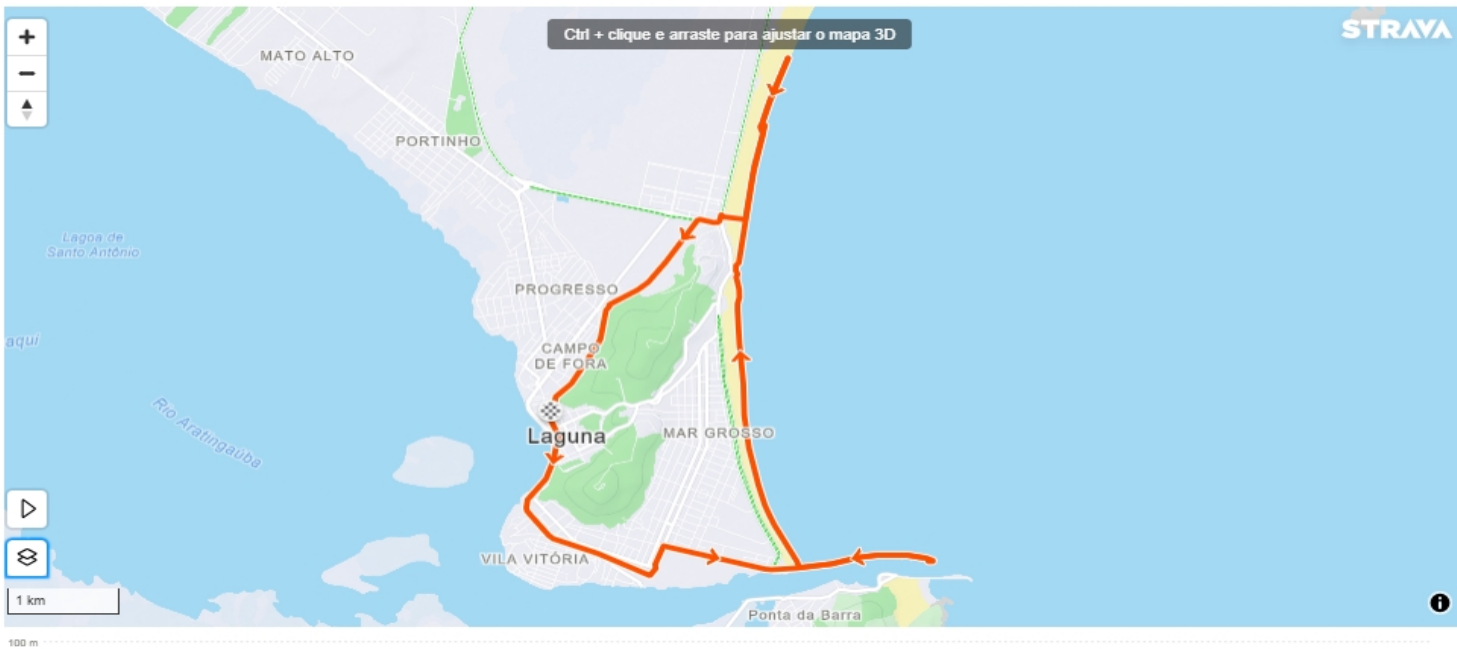 Ctrl + clique e arraste para ajustar o mapa 3D
STRAVA
MATO ALTO
PORTINHO
Lagoa de
Santo Antônio
PROGRESSO
aqui
CAMPO
DE FORA
Rio Aratingaúba
Laguna
MAR GROSSO
VILA VITÓRIA
1 km
Ponta da Barra
100 m